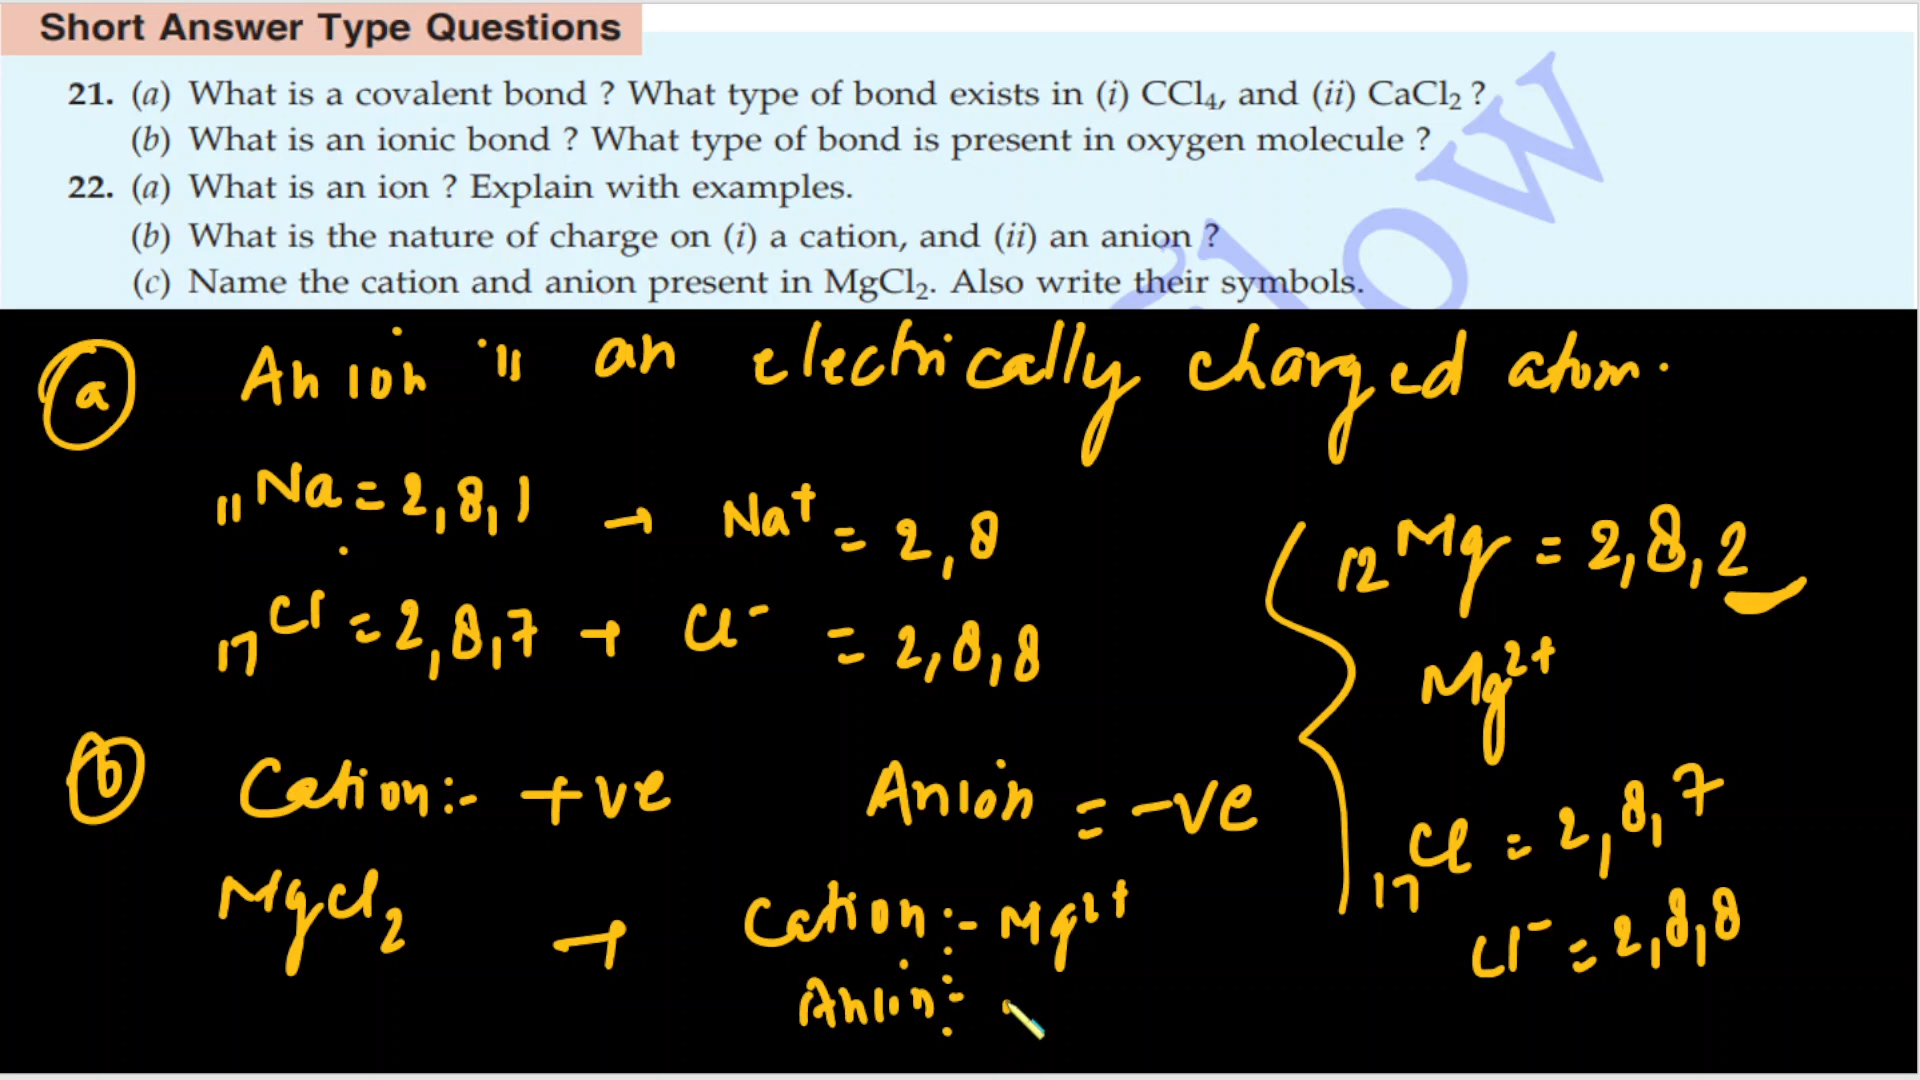 Short Answer Type Questions
21. (a) What is a covalent bond ? What type of bond exists in (i) CCl₄, and (ii) CaCl₂ ?
(b) What is an ionic bond ? What type of bond is present in oxygen molecule ?
22. (a) What is an ion ? Explain with examples.
(b) What is the nature of charge on (i) a cation, and (ii) an anion ?
(c) Name the cation and anion present in MgCl₂. Also write their symbols.
low
(a) An ion is an electrically charged atom.
₁₁Na = 2,8,1 → Na⁺ = 2,8
₁₇Cl = 2,8,7 → Cl⁻ = 2,8,8
(b) Cation:- +ve Anion = -ve
MgCl₂ → Cation:- Mg²⁺
Anion:-
₁₂Mg = 2,8,2
Mg²⁺
₁₇Cl = 2,8,7
Cl⁻ = 2,8,8